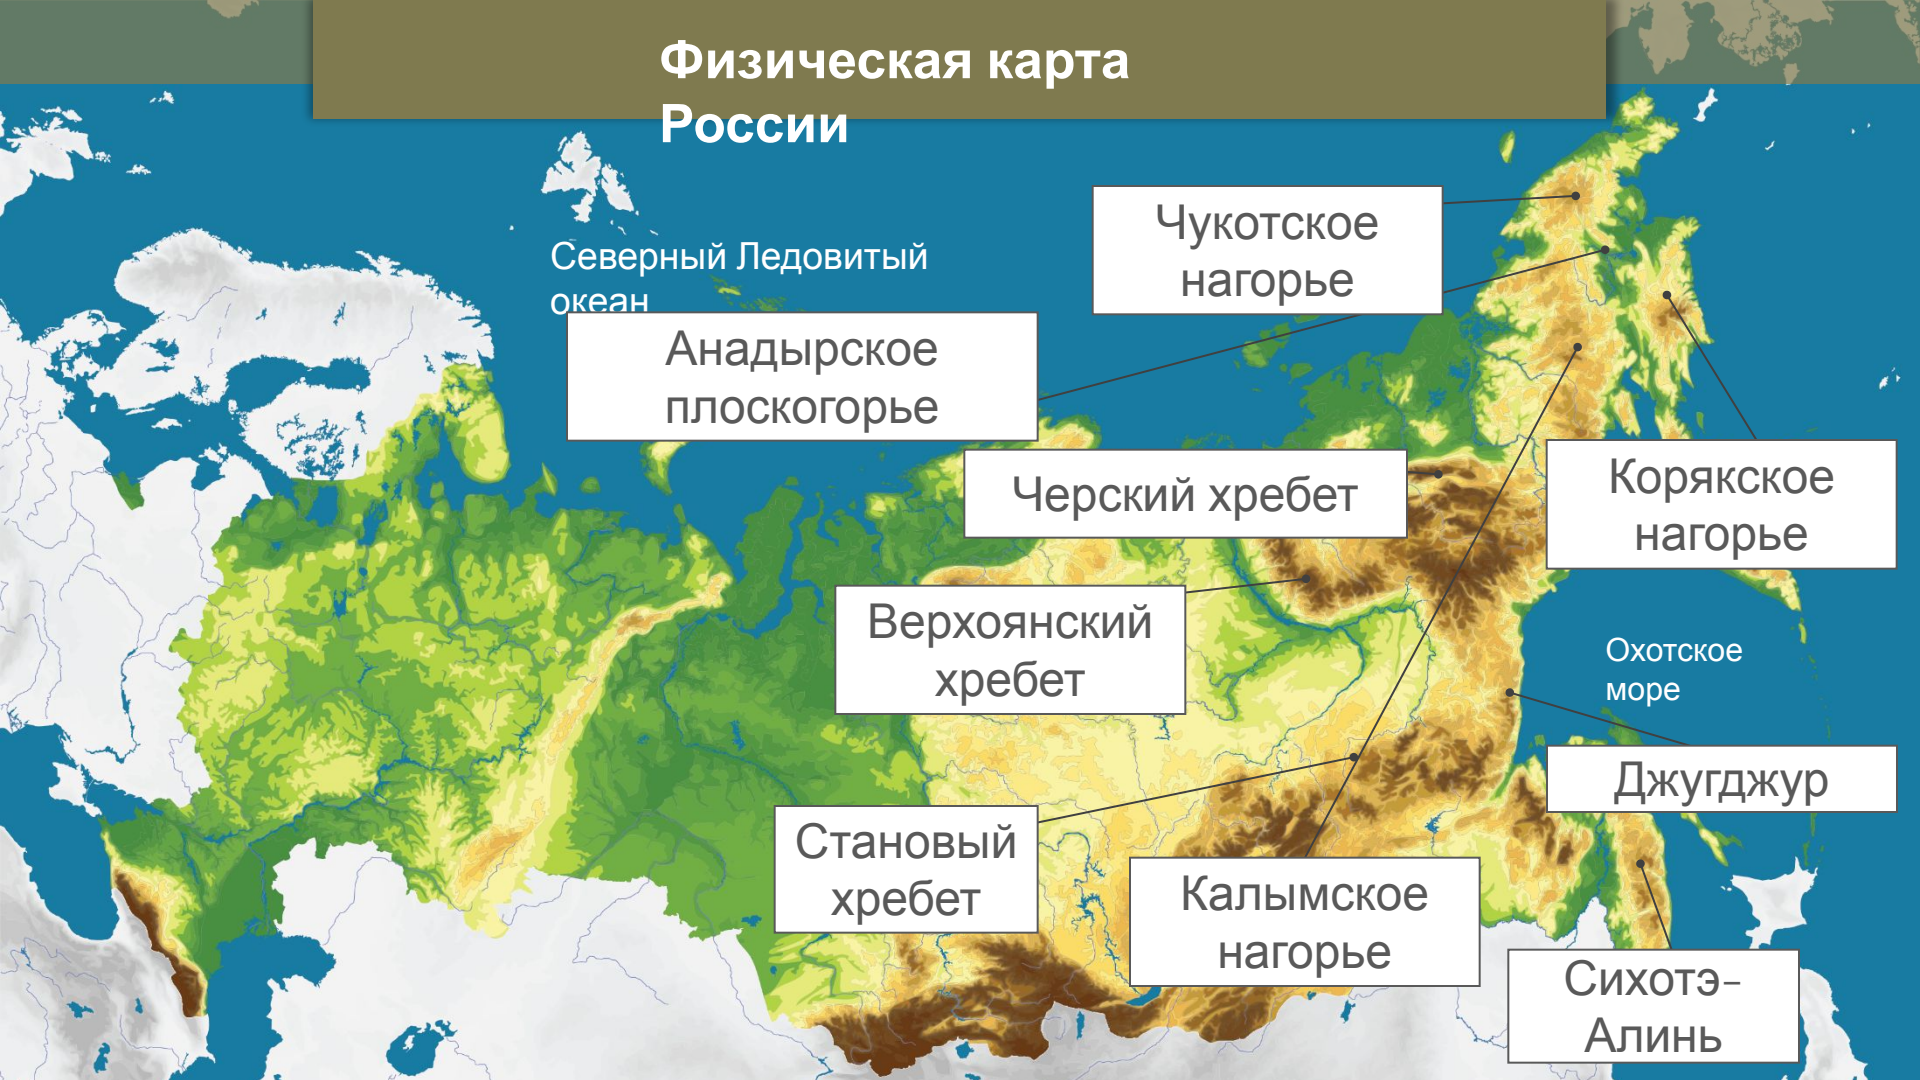 Физическая карта
России
Чукотское
нагорье
Северный Ледовитый
океан
Анадырское
плоскогорье
Черский хребет
Корякское
нагорье
Верхоянский
хребет
Охотское
море
Джугджур
Становый
хребет
Калымское
нагорье
Сихотэ-
Алинь